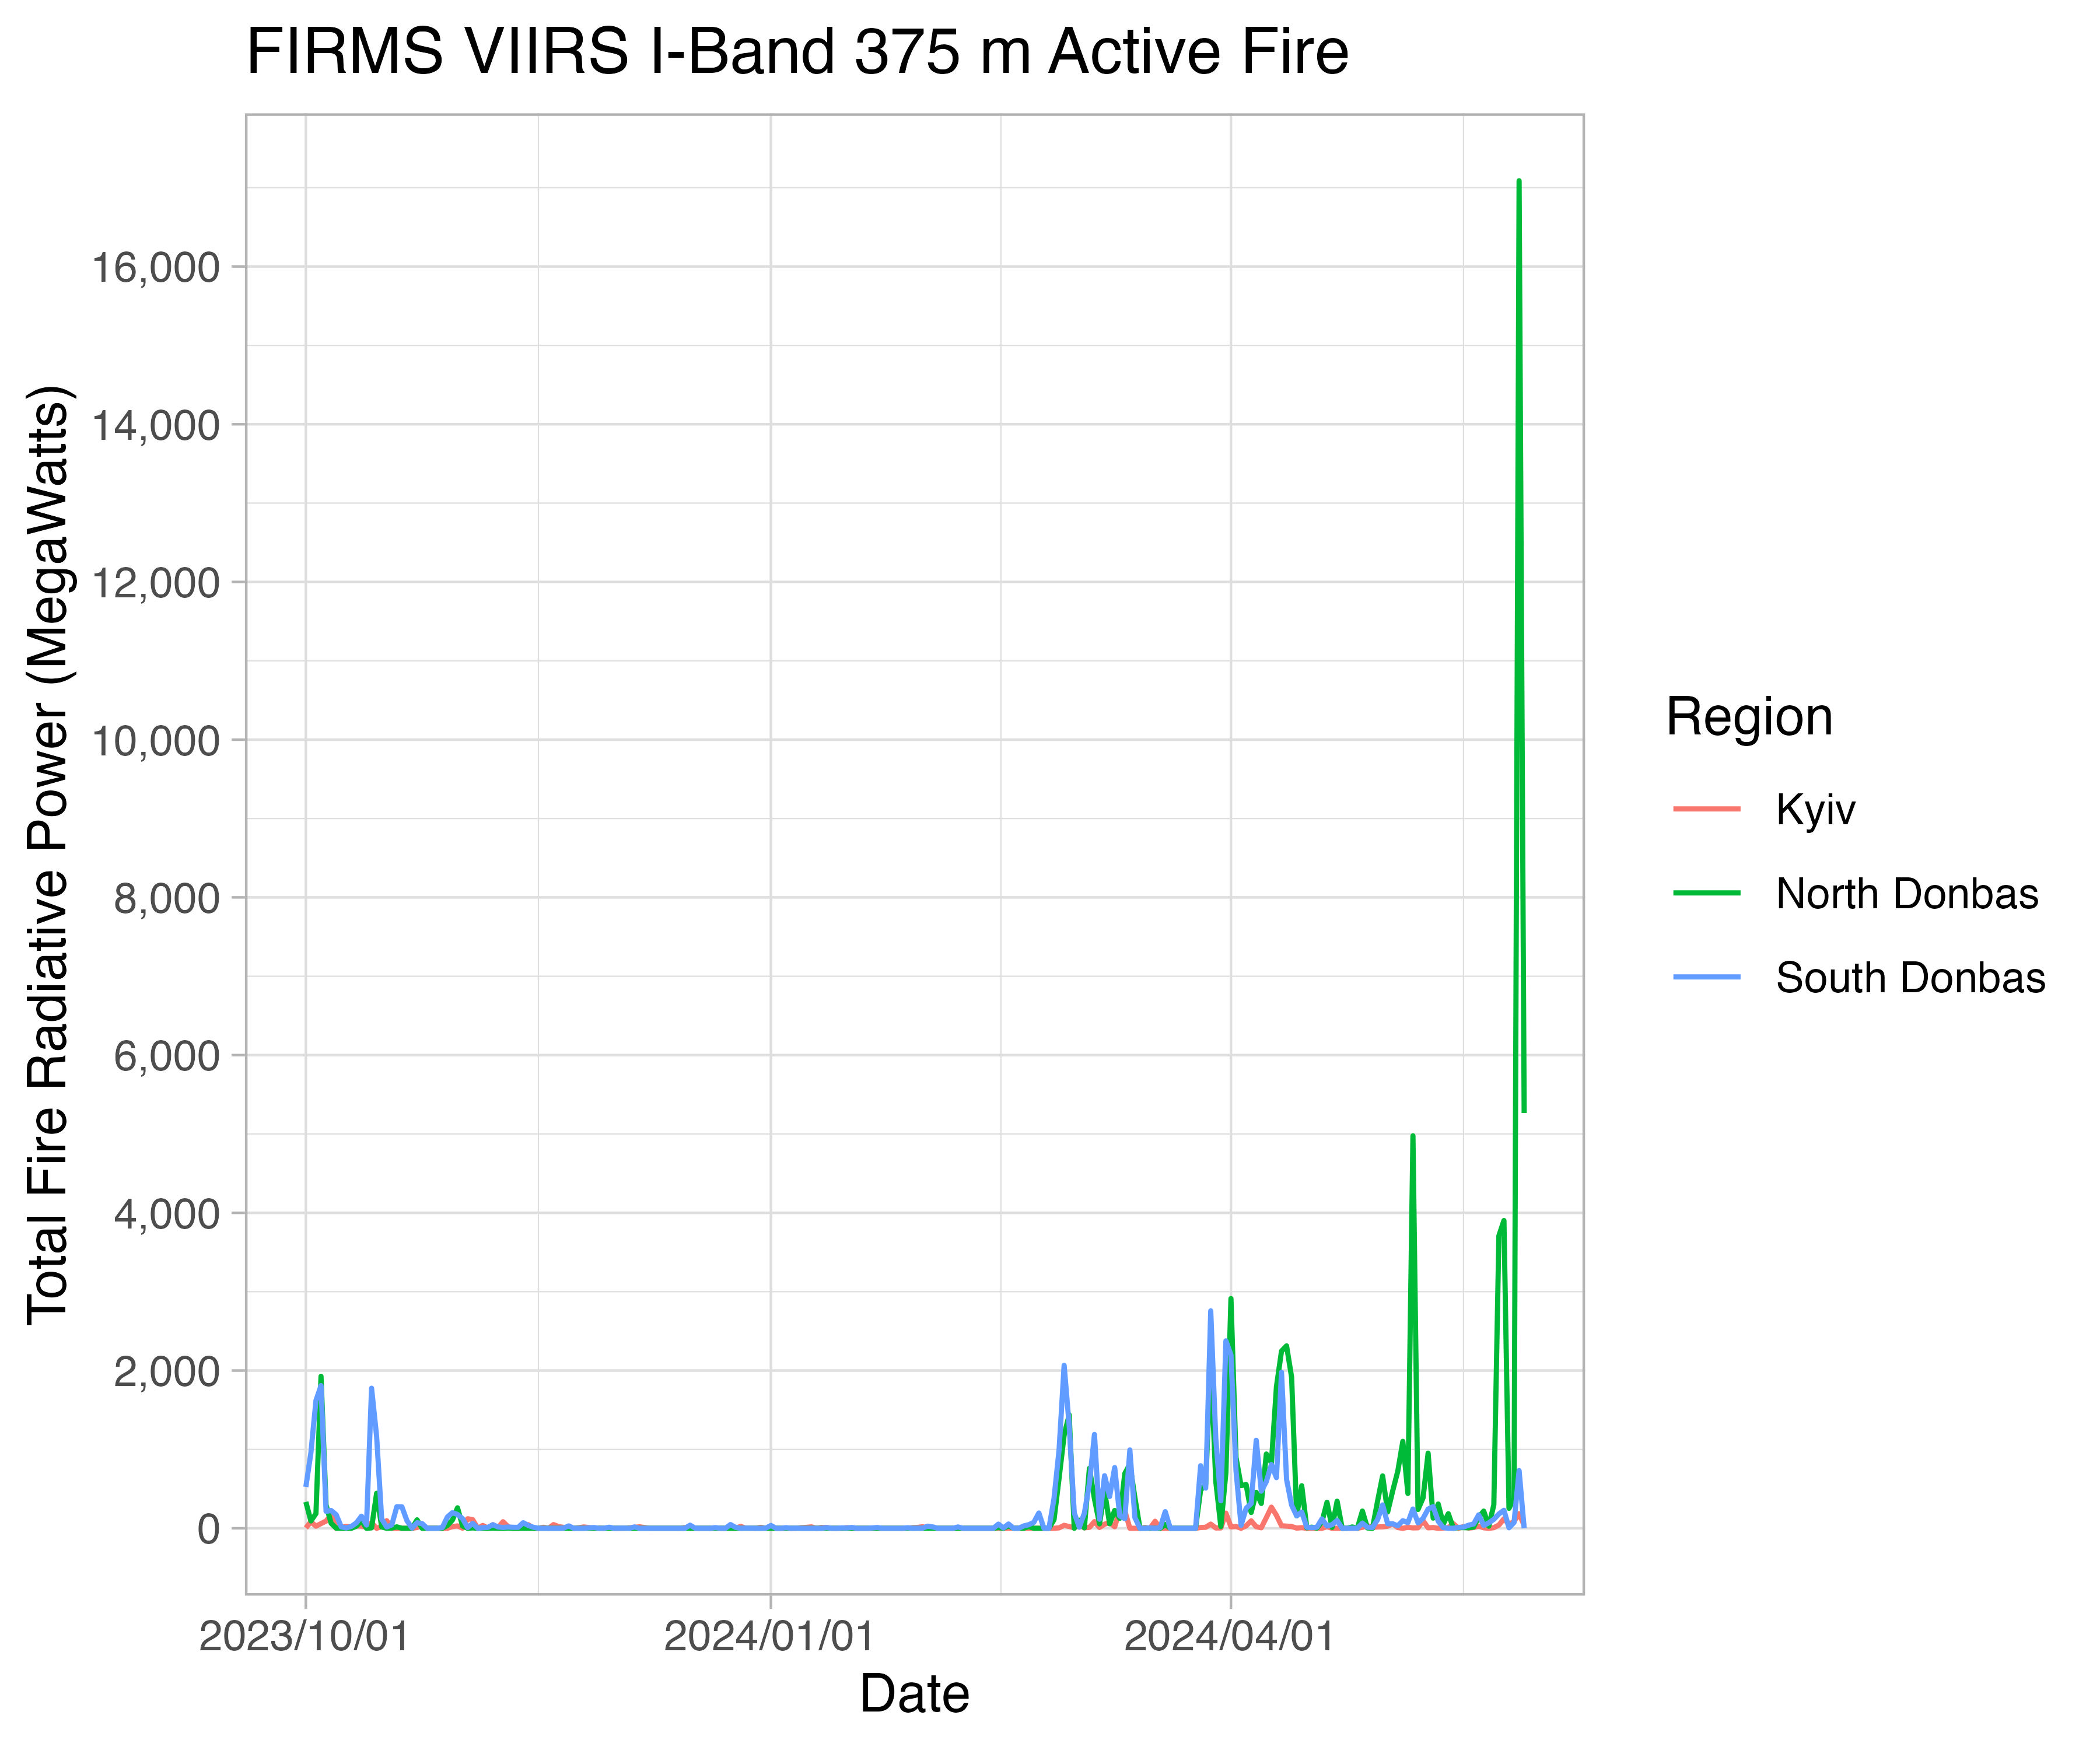 FIRMS VIIRS I-Band 375 m Active Fire
Total Fire Radiative Power (MegaWatts)
16,000
14,000
12,000
10,000
8,000
6,000
4,000
2,000
0
2023/10/01
2024/01/01
2024/04/01
Date
Region
Kyiv
North Donbas
South Donbas